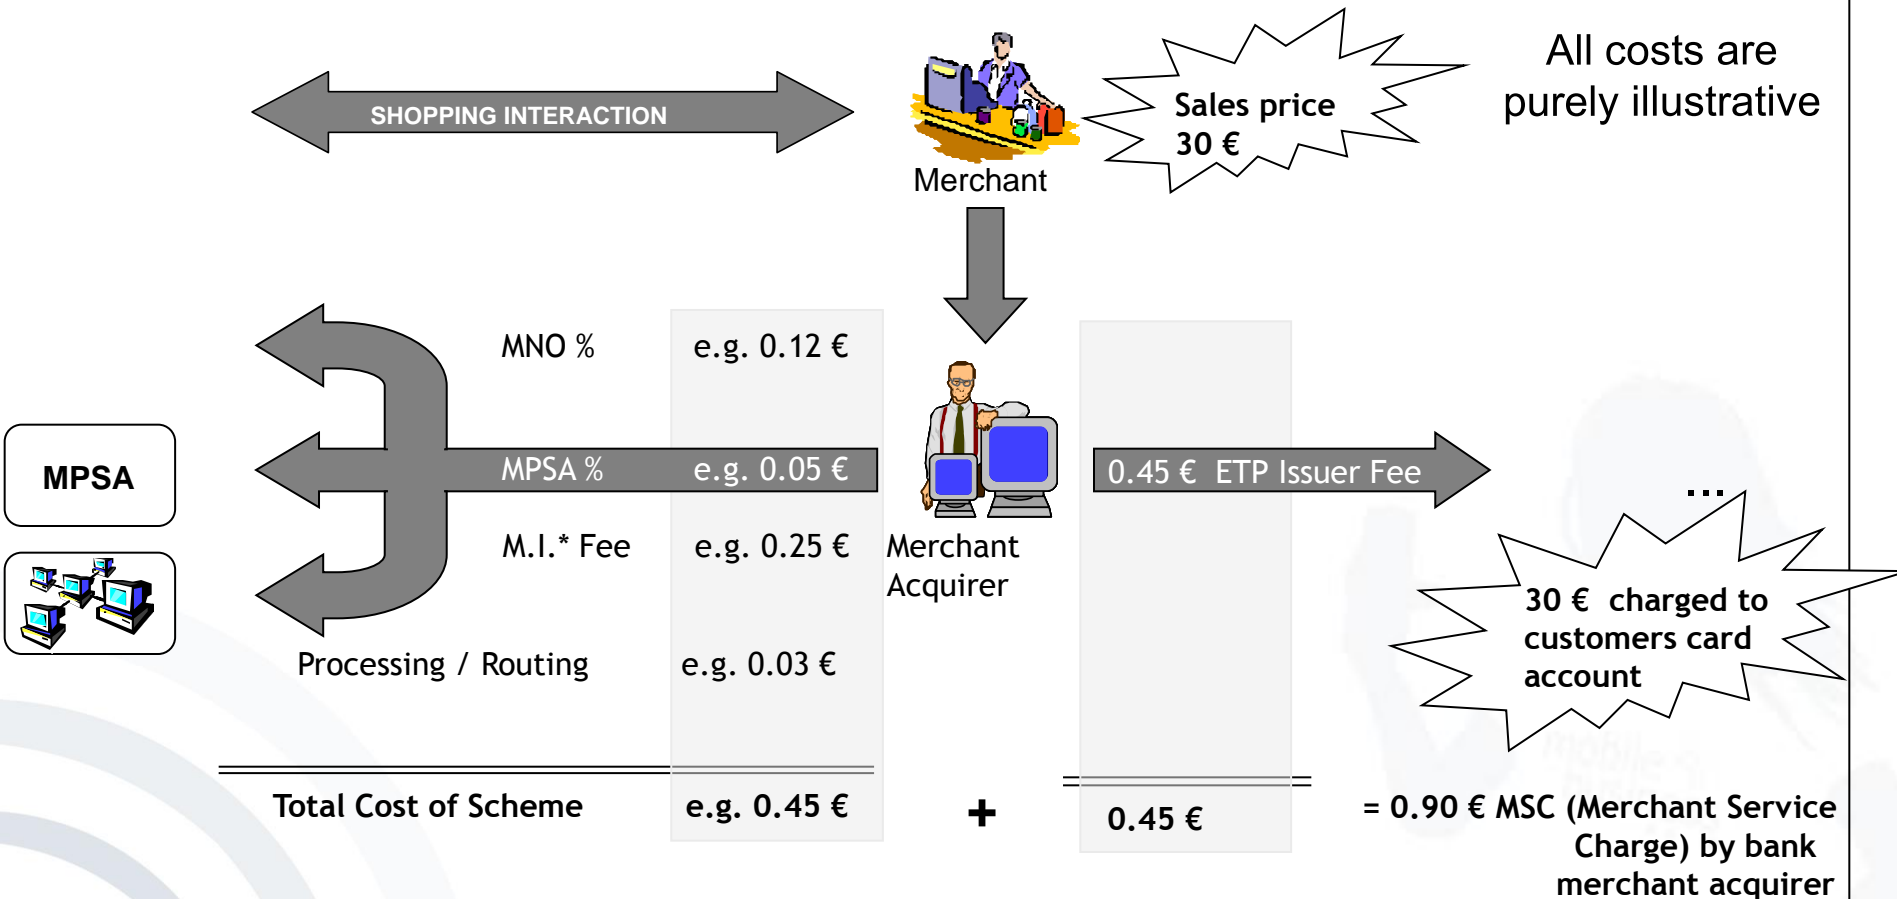 All costs are
purely illustrative
SHOPPING INTERACTION
Sales price
30 €
Merchant
MNO % e.g. 0.12 €
MPSA
MPSA % e.g. 0.05 €
0.45 € ETP Issuer Fee
...
M.I.* Fee e.g. 0.25 €
Merchant
Acquirer
30 € charged to
customers card
account
Processing / Routing e.g. 0.03 €
Total Cost of Scheme e.g. 0.45 € + 0.45 € = 0.90 € MSC (Merchant Service
Charge) by bank
merchant acquirer